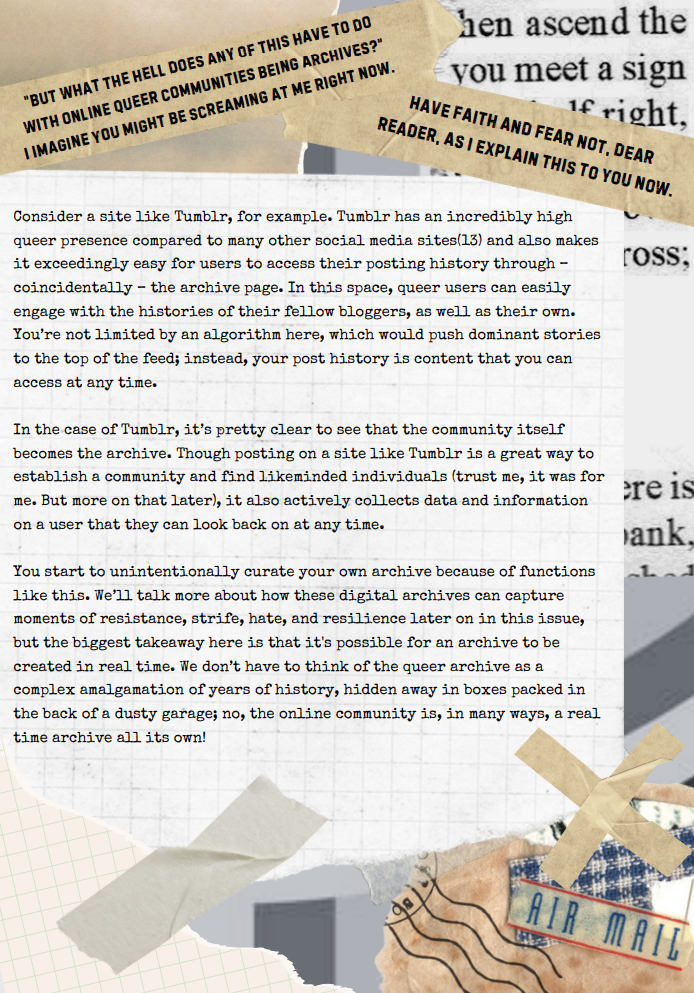 "BUT WHAT THE HELL DOES ANY OF THIS HAVE TO DO
WITH ONLINE QUEER COMMUNITIES BEING ARCHIVES?"
I IMAGINE YOU MIGHT BE SCREAMING AT ME RIGHT NOW.
hen ascend the
you meet a sign
lf right,
HAVE FAITH AND FEAR NOT, DEAR
READER, AS I EXPLAIN THIS TO YOU NOW.
ross;
Consider a site like Tumblr, for example. Tumblr has an incredibly high
queer presence compared to many other social media sites(13) and also makes
it exceedingly easy for users to access their posting history through –
coincidentally – the archive page. In this space, queer users can easily
engage with the histories of their fellow bloggers, as well as their own.
You're not limited by an algorithm here, which would push dominant stories
to the top of the feed; instead, your post history is content that you can
access at any time.
In the case of Tumblr, it's pretty clear to see that the community itself
becomes the archive. Though posting on a site like Tumblr is a great way to
establish a community and find likeminded individuals (trust me, it was for
me. But more on that later), it also actively collects data and information
on a user that they can look back on at any time.
ere is
bank,
You start to unintentionally curate your own archive because of functions
like this. We'll talk more about how these digital archives can capture
moments of resistance, strife, hate, and resilience later on in this issue,
but the biggest takeaway here is that it's possible for an archive to be
created in real time. We don't have to think of the queer archive as a
complex amalgamation of years of history, hidden away in boxes packed in
the back of a dusty garage; no, the online community is, in many ways, a real
time archive all its own!
AIR MAIL